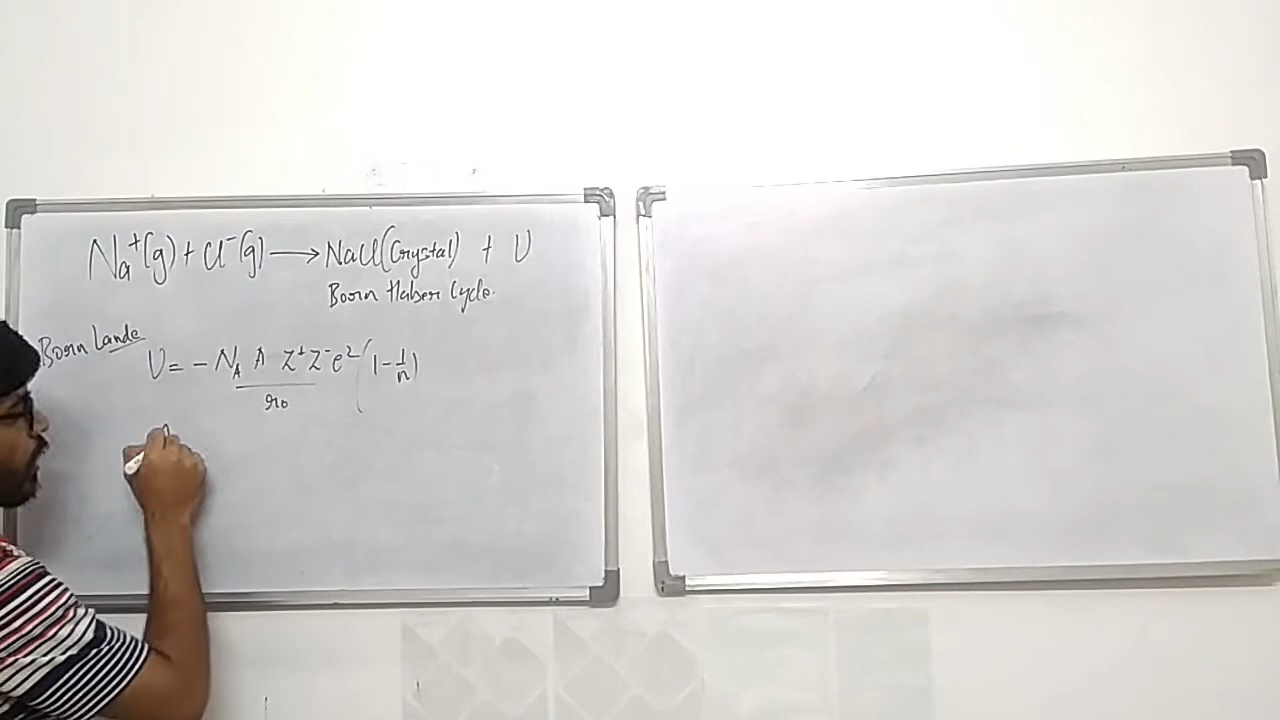 Na⁺(g) + Cl⁻(g) ⟶ NaCl(Crystal) + U
Born Haber Cycle.
Born Lande
U = - N_A A Z⁺Z⁻e² (1 - 1/n)
r₀